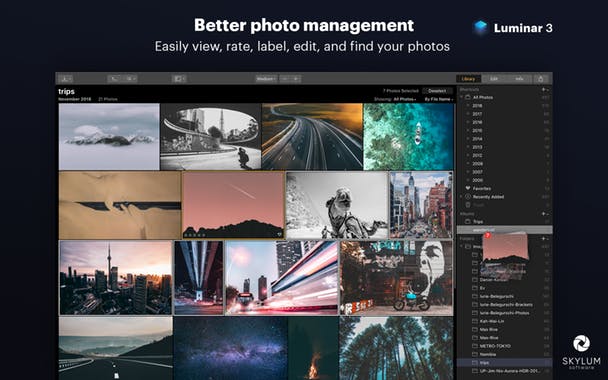 Better photo management
Luminar 3
Easily view, rate, label, edit, and find your photos
Medium
Library
Edit
Info
trips
7 Photos Selected
Deselect
November 2018
21 Photos
Showing: All Photos
By File Name
Shortcuts
All Photos
2018
2017
2016
2015
2014
2013
2012
2008
2007
2000
Favorites
Recently Added
Trash
Albums
Trips
wanderlust
Folders
7
Ev
Iurie-Belegurschi
Iurie-Belegurschi-Brackets
Iurie-Belegurschi-Photos
Kah-Wai-Lin
Max Rive
Max-Rive
METRO-TOKYO
Namibia
trips
UP-Jim-Nix-Aurora-HDR-201...
SKYLUM
software